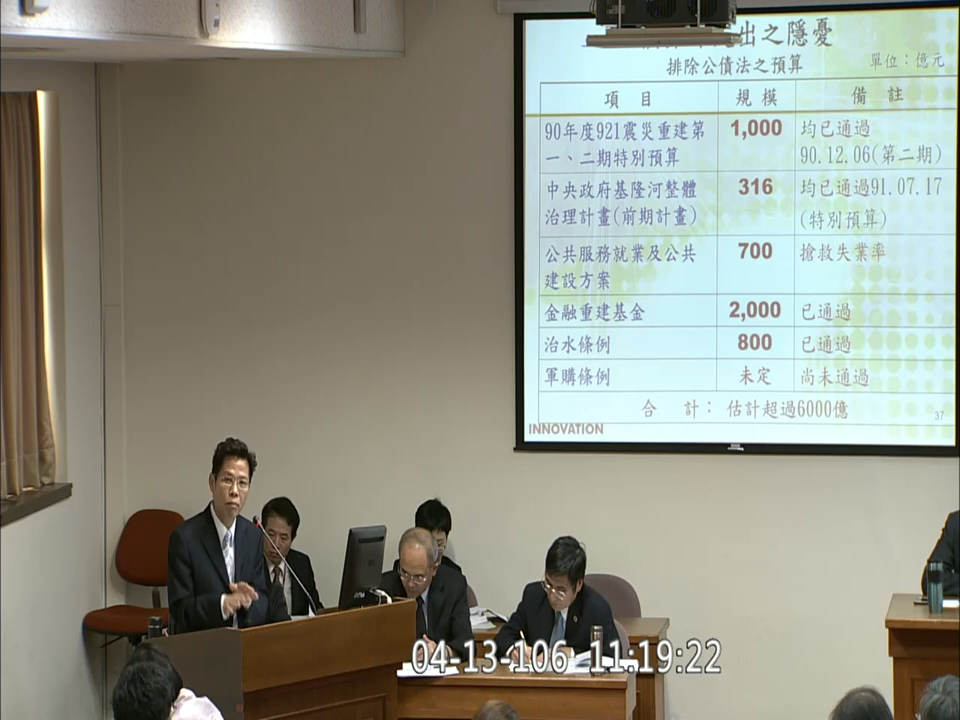 出之隱憂
排除公債法之預算
單位：億元
項 目 規 模 備 註
90年度921震災重建第 1,000 均已通過
一、二期特別預算 90.12.06(第二期)
中央政府基隆河整體 316 均已通過91.07.17
治理計畫(前期計畫) (特別預算)
公共服務就業及公共 700 搶救失業率
建設方案
金融重建基金 2,000 已通過
治水條例 800 已通過
軍購條例 未定 尚未通過
合 計： 估計超過6000億
37
INNOVATION
04-13-106 11:19:22